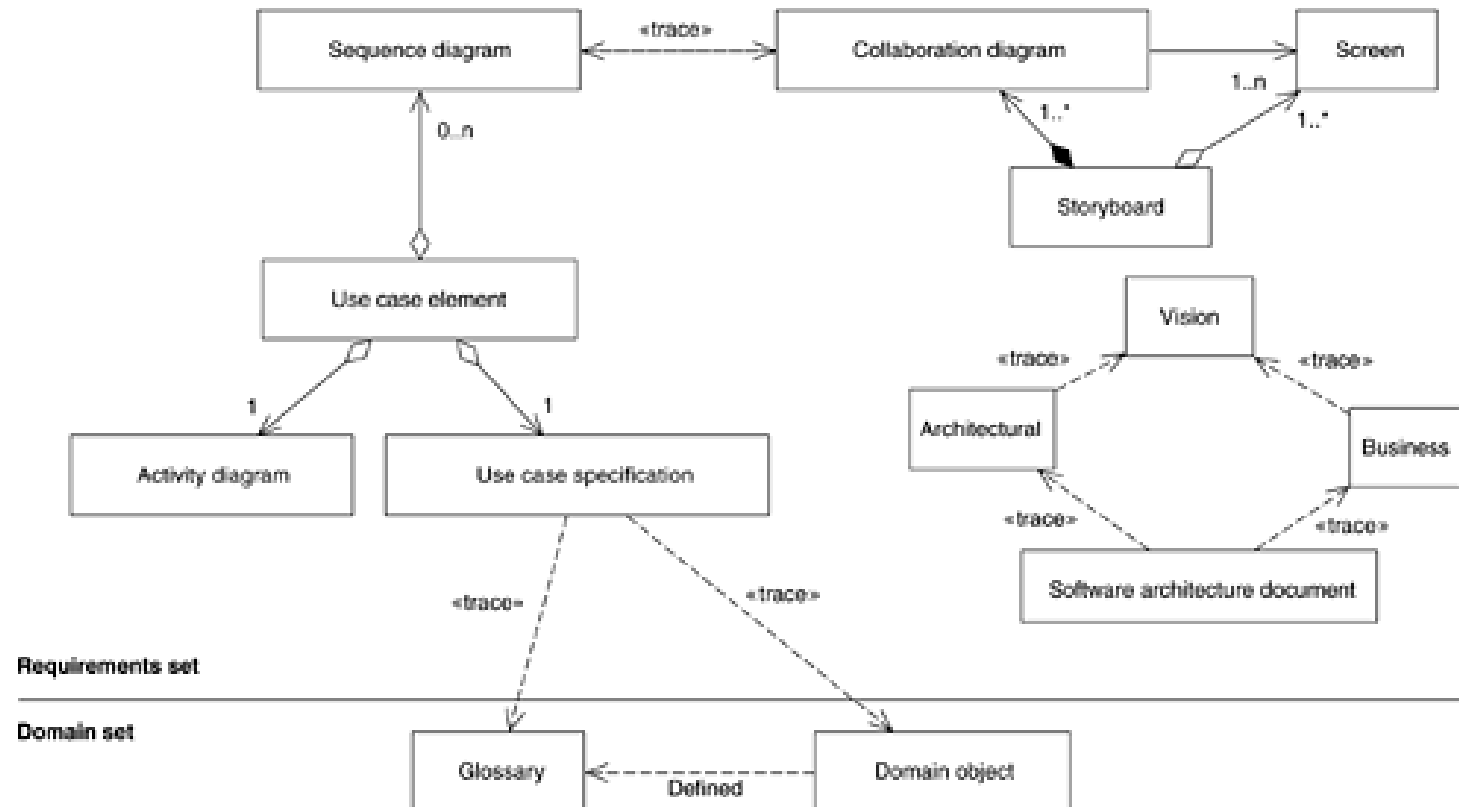 «trace»
Sequence diagram
Collaboration diagram
Screen
1..n
0..n
1..*
1..*
Storyboard
Use case element
Vision
«trace»
«trace»
1
1
Architectural
Business
Activity diagram
Use case specification
«trace»
«trace»
Software architecture document
«trace»
«trace»
Requirements set
Domain set
Glossary
Domain object
Defined